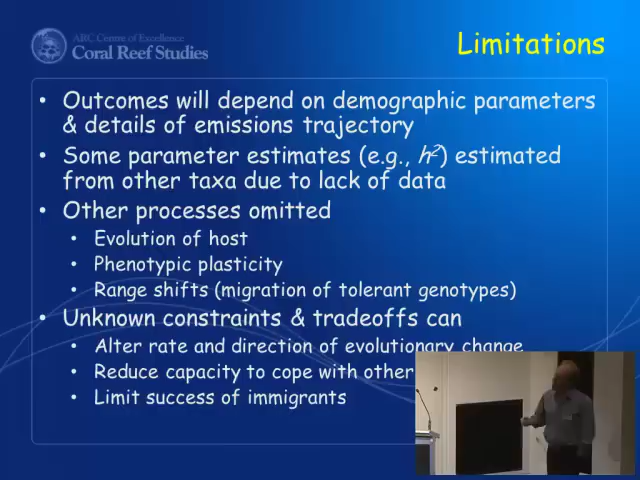 ARC Centre of Excellence
Coral Reef Studies
Limitations
• Outcomes will depend on demographic parameters
& details of emissions trajectory
• Some parameter estimates (e.g., h²) estimated
from other taxa due to lack of data
• Other processes omitted
• Evolution of host
• Phenotypic plasticity
• Range shifts (migration of tolerant genotypes)
• Unknown constraints & tradeoffs can
• Alter rate and direction of evolutionary change
• Reduce capacity to cope with other
• Limit success of immigrants